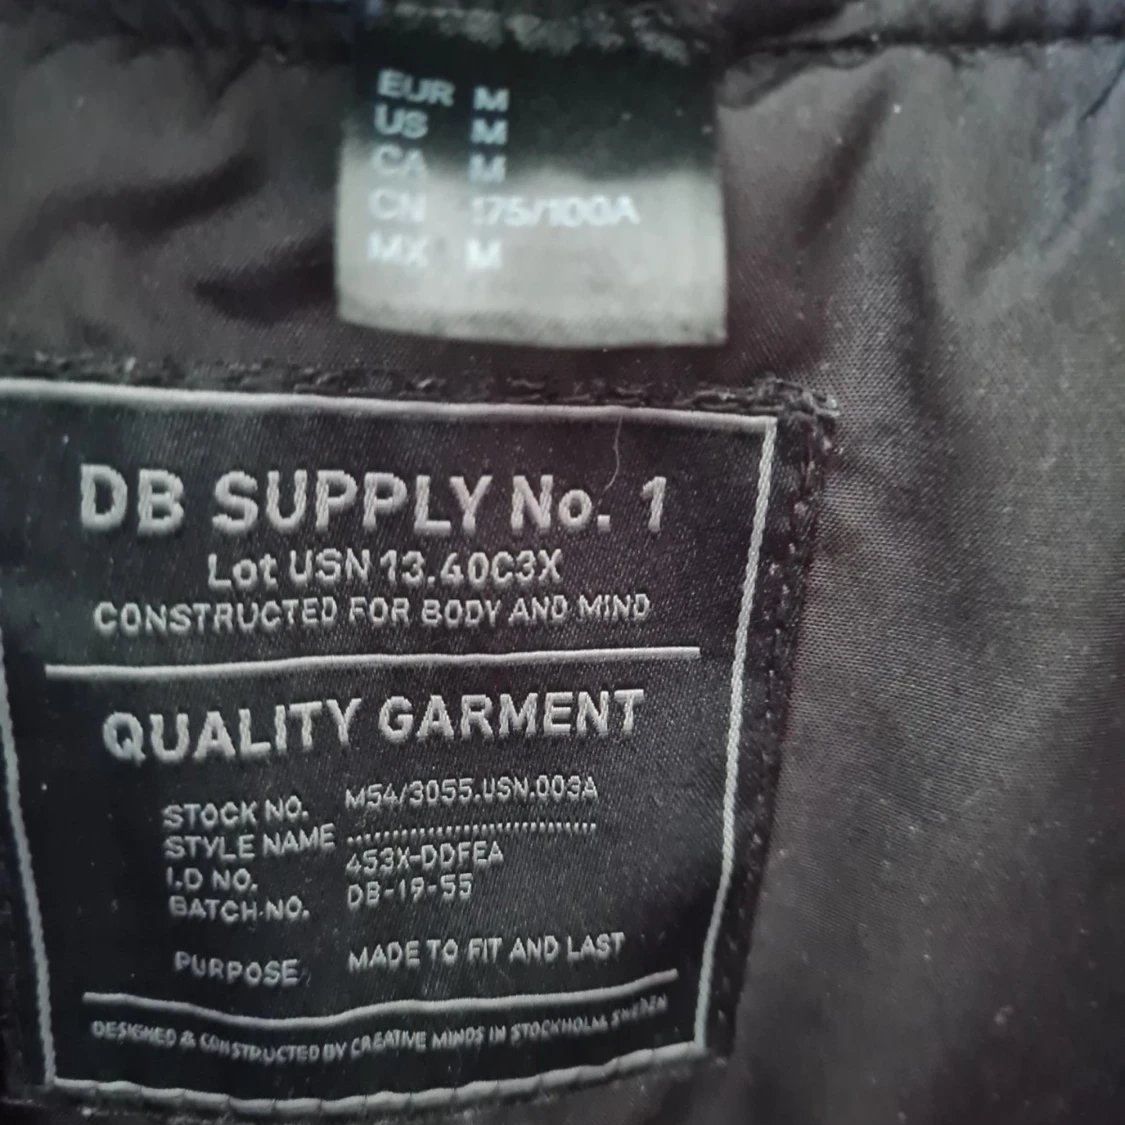 EUR M
US M
CA M
CN 175/100A
MX M
DB SUPPLY No. 1
Lot USN 13.40C3X
CONSTRUCTED FOR BODY AND MIND
QUALITY GARMENT
STOCK NO. M54/3055.USN.003A
STYLE NAME ..............................
I.D NO. 453X-DDFEA
BATCH-NO. DB-19-55
PURPOSE MADE TO FIT AND LAST
DESIGNED & CONSTRUCTED BY CREATIVE MINDS IN STOCKHOLM, SWEDEN